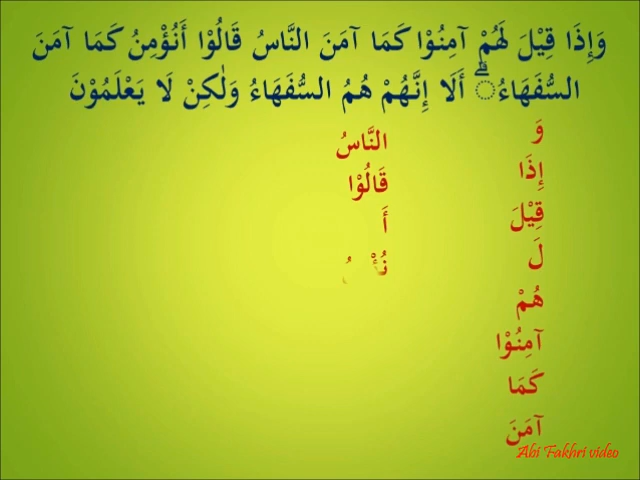 وَإِذَا قِيْلَ لَهُمْ آمِنُوْا كَمَا آمَنَ النَّاسُ قَالُوْا أَنُؤْمِنُ كَمَا آمَنَ
السُّفَهَاءُ ۗ أَلَا إِنَّهُمْ هُمُ السُّفَهَاءُ وَلٰكِنْ لَا يَعْلَمُوْنَ
وَ
إِذَا
قِيْلَ
لَ
هُمْ
آمِنُوْا
كَمَا
آمَنَ
النَّاسُ
قَالُوْا
أَ
Abi Fakhri video